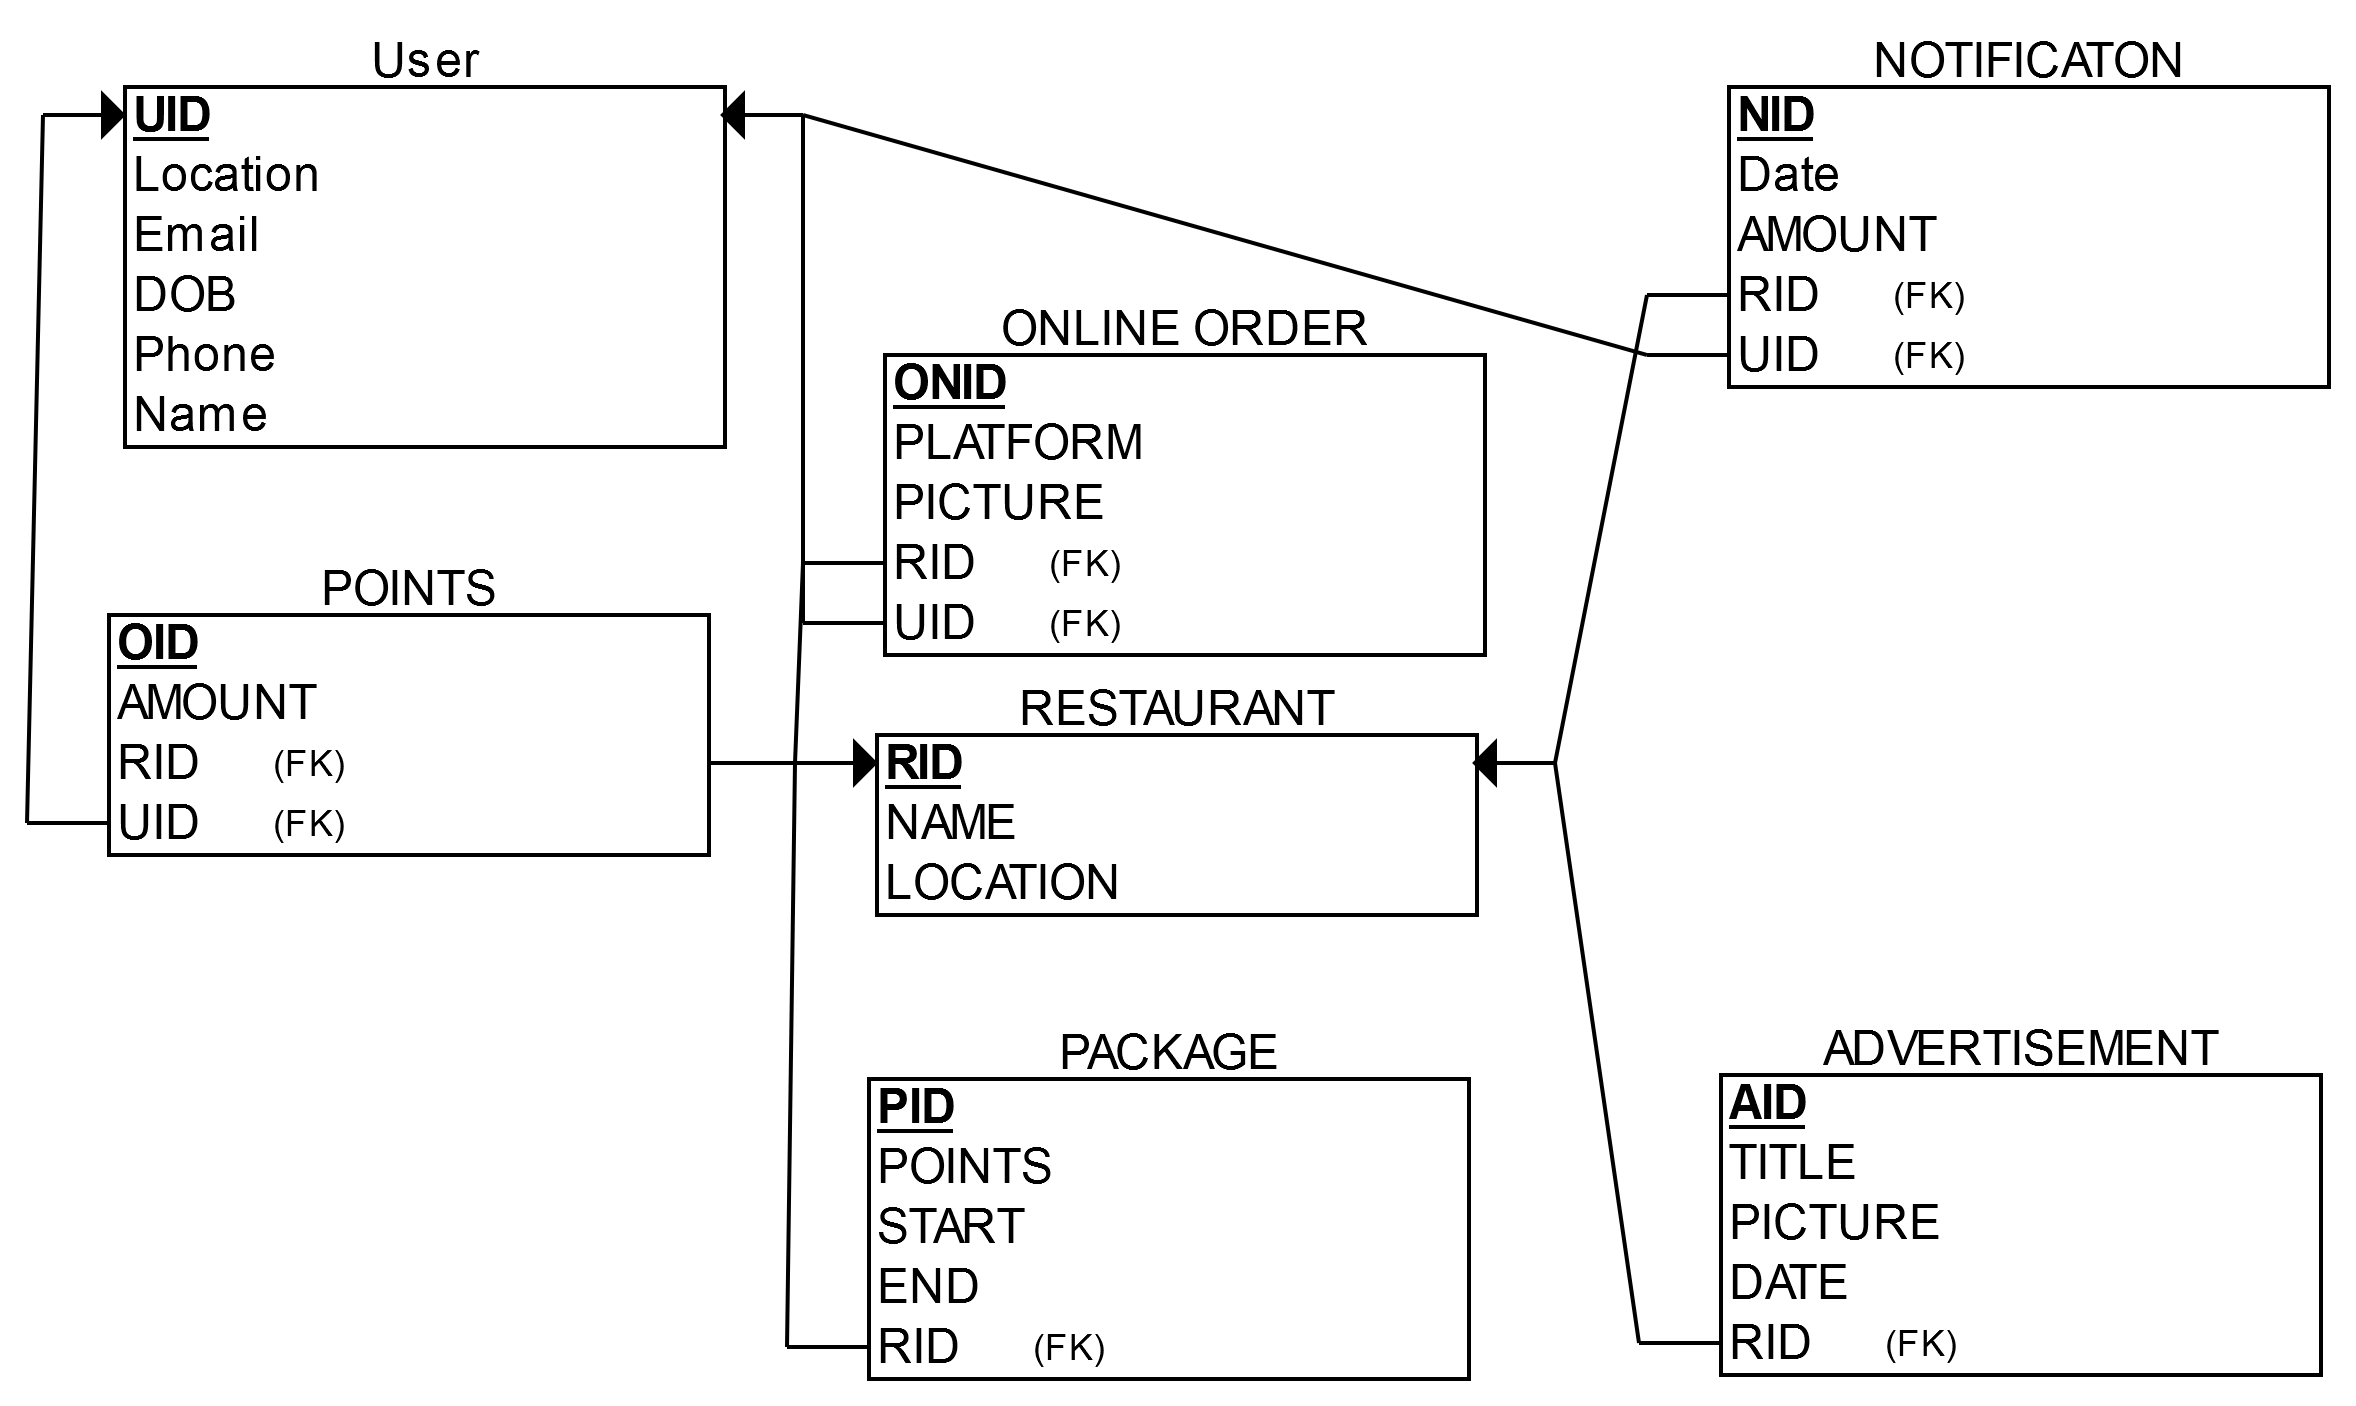 User
UID
Location
Email
DOB
Phone
Name
NOTIFICATON
NID
Date
AMOUNT
RID (FK)
UID (FK)
ONLINE ORDER
ONID
PLATFORM
PICTURE
RID (FK)
UID (FK)
POINTS
OID
AMOUNT
RID (FK)
UID (FK)
RESTAURANT
RID
NAME
LOCATION
PACKAGE
PID
POINTS
START
END
RID (FK)
ADVERTISEMENT
AID
TITLE
PICTURE
DATE
RID (FK)